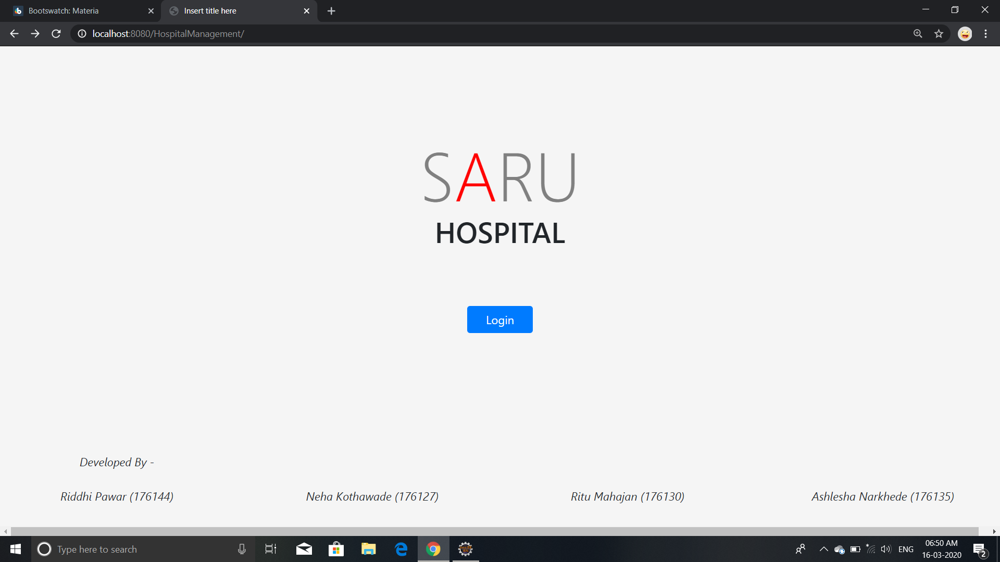 Bootswatch: Materia
Insert title here
localhost:8080/HospitalManagement/
SARU
HOSPITAL
Login
Developed By -
Riddhi Pawar (176144) Neha Kothawade (176127) Ritu Mahajan (176130) Ashlesha Narkhede (176135)
Type here to search
ENG
06:50 AM
16-03-2020
2